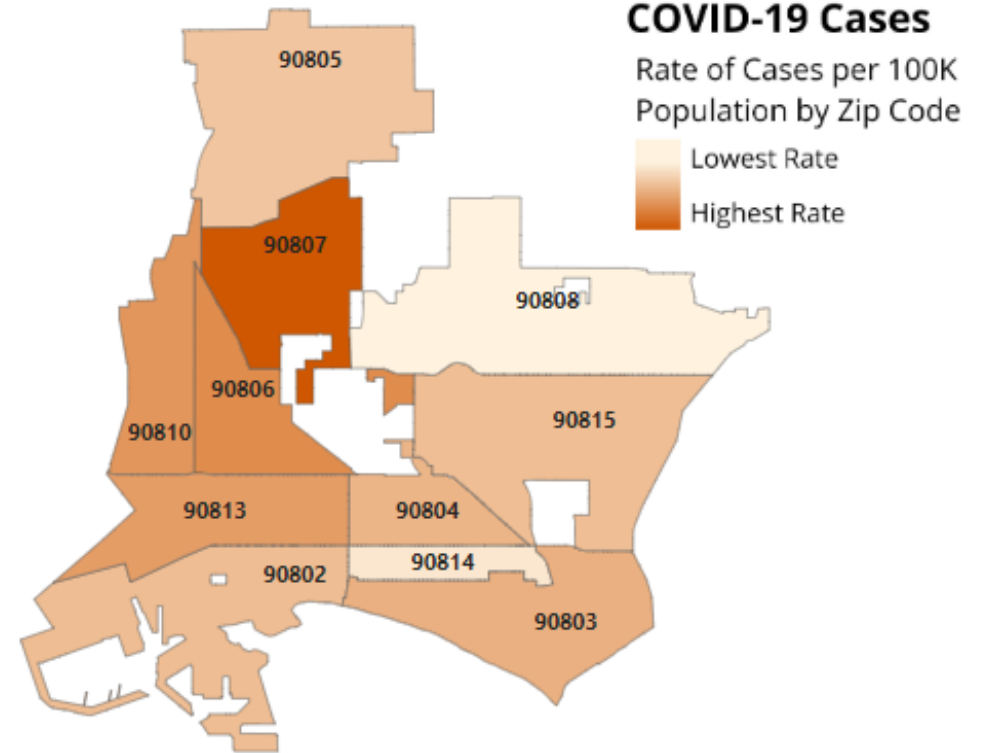 COVID-19 Cases
Rate of Cases per 100K
Population by Zip Code
Lowest Rate
Highest Rate
90805
90807
90808
90806
90815
90810
90813
90804
90814
90802
90803